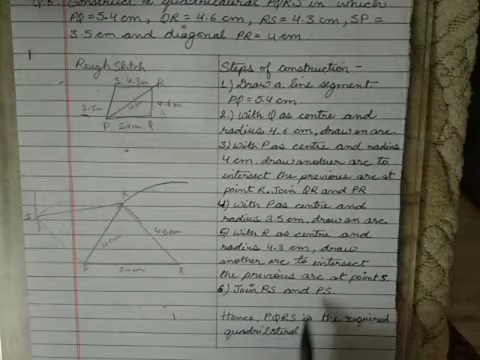 Q.6. Construct a quadrilateral PQRS in which
PQ = 5.4 cm, QR = 4.6 cm, RS = 4.3 cm, SP =
3.5 cm and diagonal PR = 4 cm.
Rough Sketch
S 4.3cm R
3.5cm
4.6cm
P 5.4cm Q
R
S
4cm
4.6cm
P 5.4cm Q
Steps of construction -
1) Draw a line segment
PQ = 5.4 cm
2.) With Q as centre and
radius 4.6 cm, draw an arc.
3) With P as centre and radius
4 cm, draw another arc to
intersect the previous arc at
point R. Join QR and PR
4) With P as centre and
radius 3.5 cm, draw an arc.
5) With R as centre and
radius 4.3 cm, draw
another arc to intersect
the previous arc at point S.
6) Join RS and PS.
Hence, PQRS is the required
quadrilateral